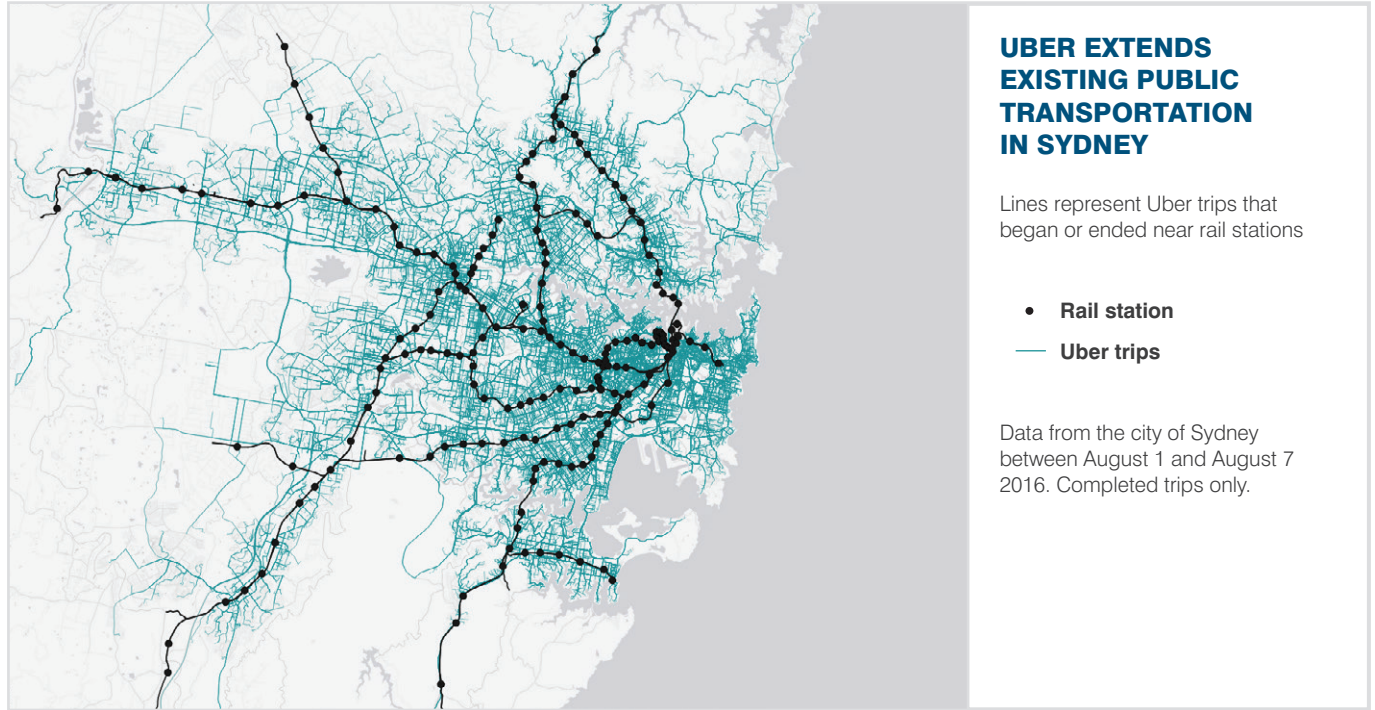 UBER EXTENDS
EXISTING PUBLIC
TRANSPORTATION
IN SYDNEY
Lines represent Uber trips that
began or ended near rail stations
Rail station
Uber trips
Data from the city of Sydney
between August 1 and August 7
2016. Completed trips only.